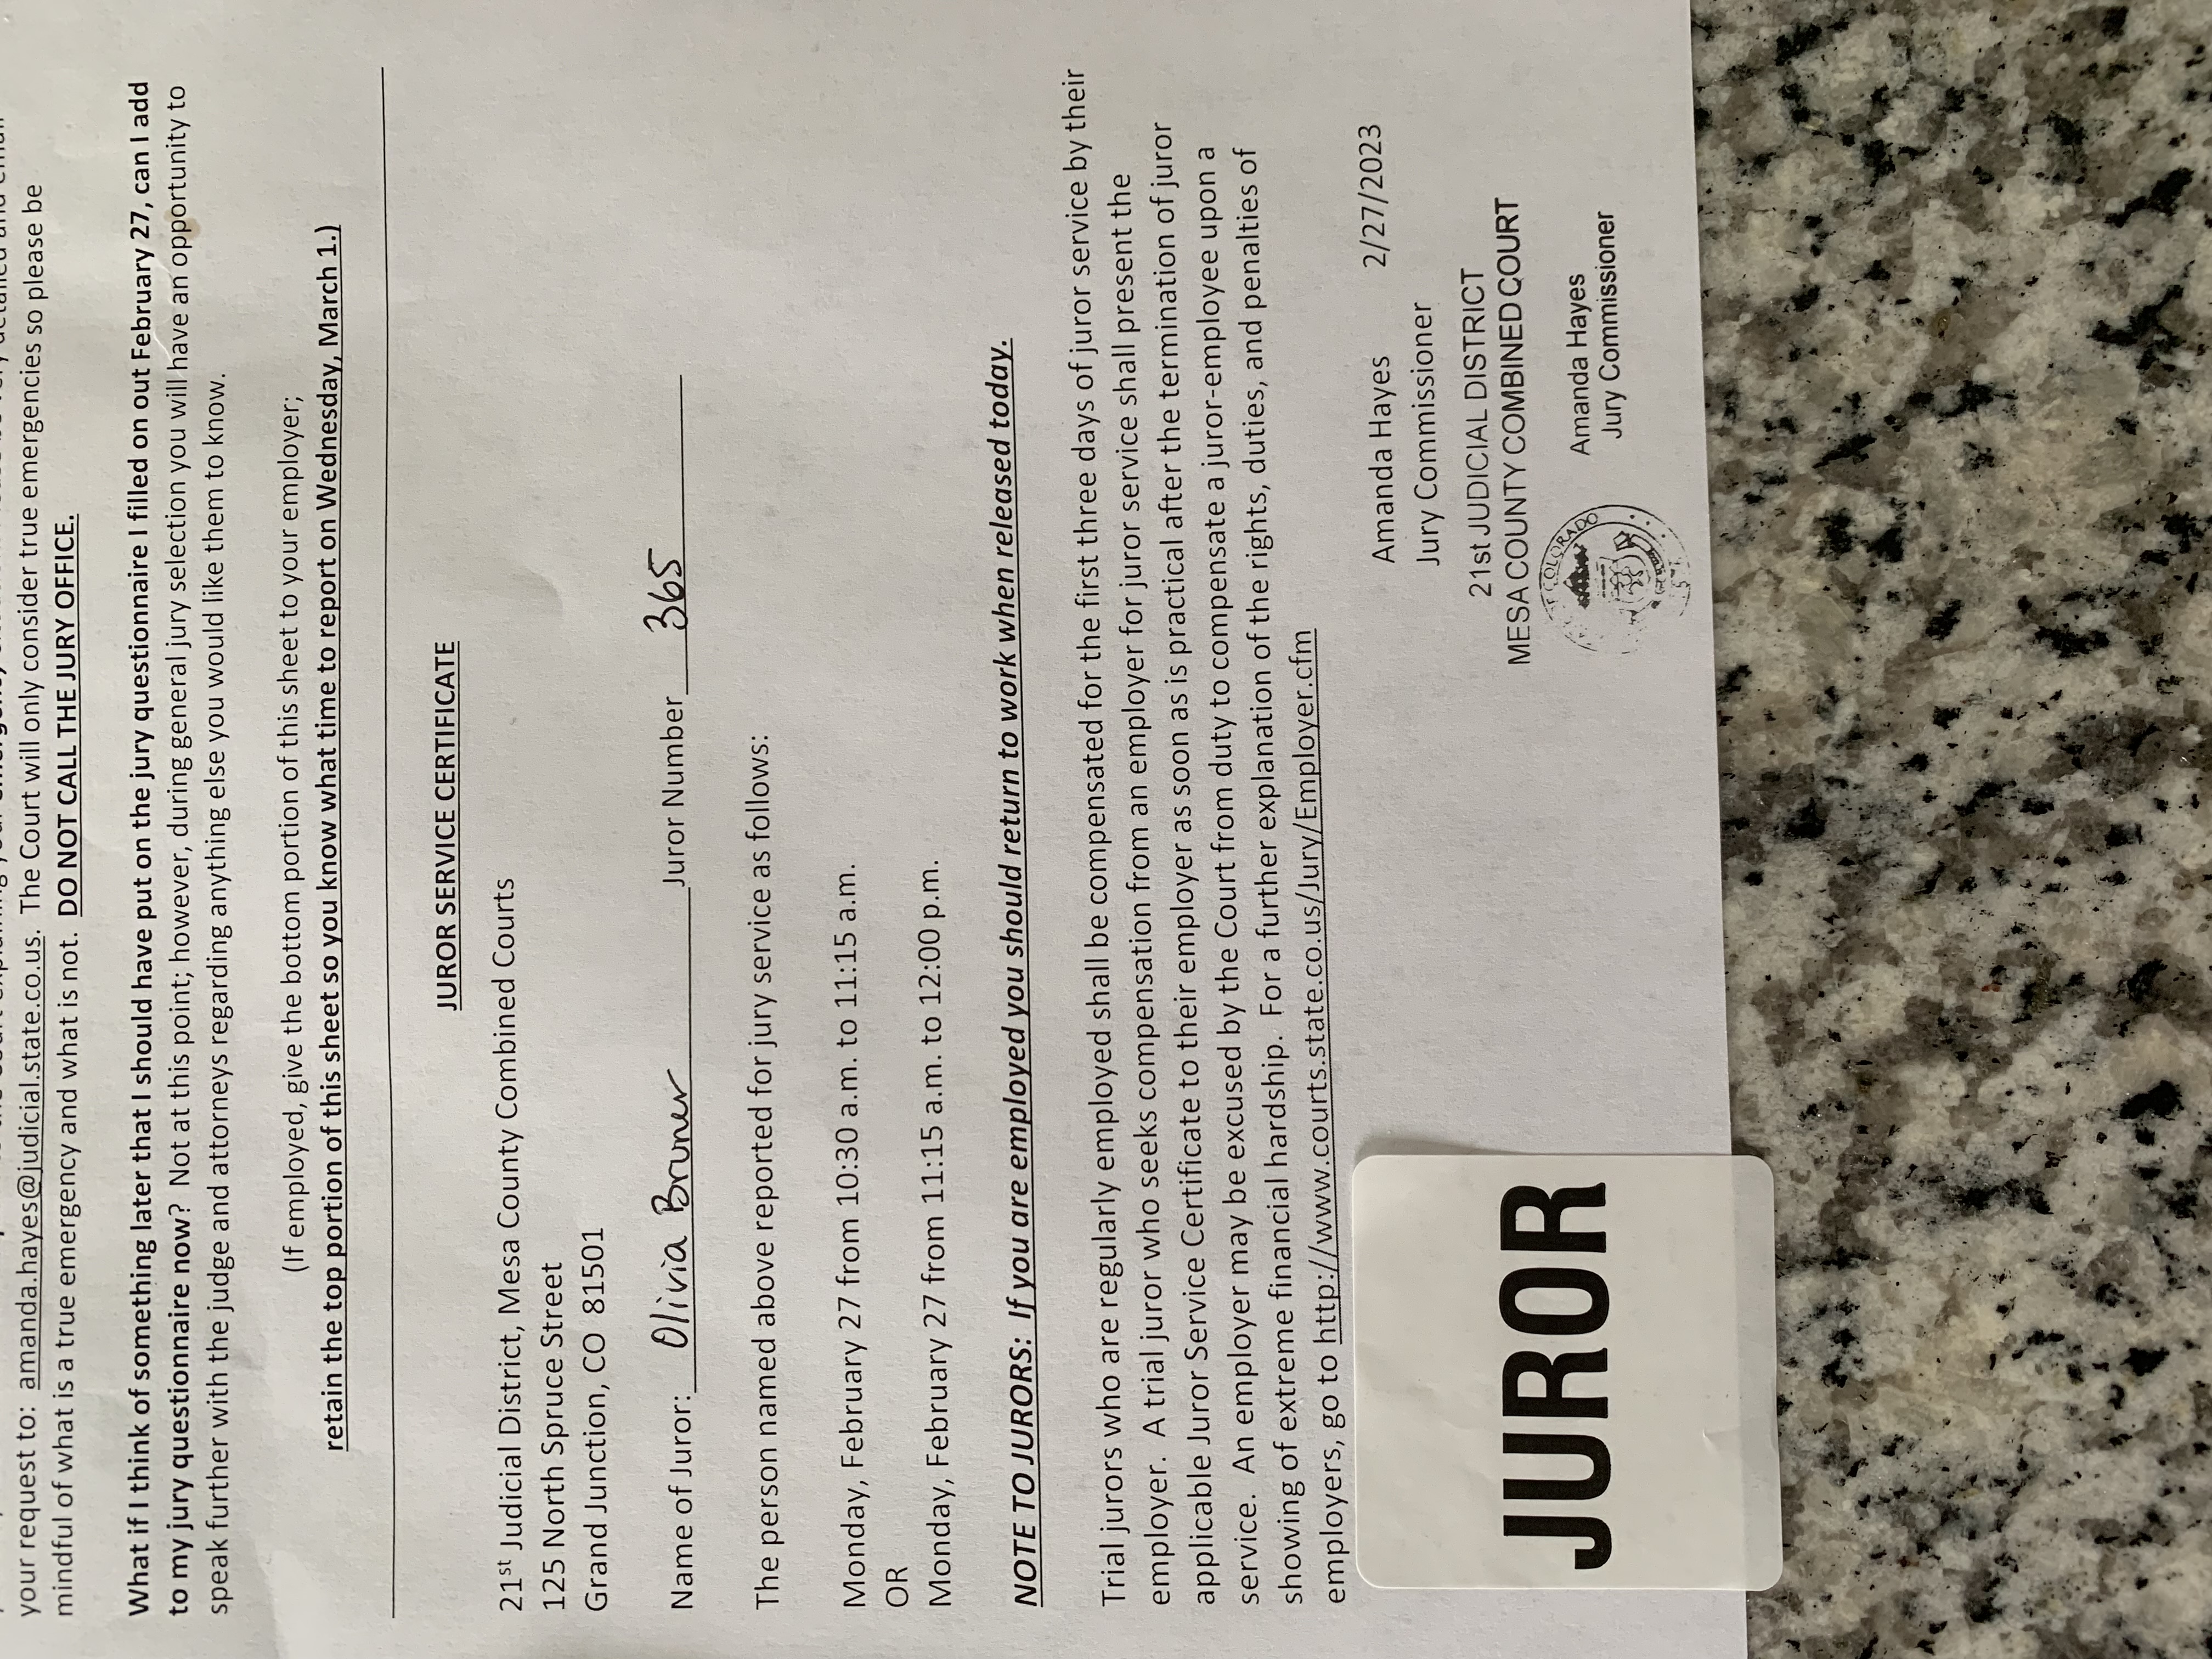 your request to: amanda.hayes@judicial.state.co.us. The Court will only consider true emergencies so please be
mindful of what is a true emergency and what is not. DO NOT CALL THE JURY OFFICE.
What if I think of something later that I should have put on the jury questionnaire I filled on out February 27, can I add
to my jury questionnaire now? Not at this point; however, during general jury selection you will have an opportunity to
speak further with the judge and attorneys regarding anything else you would like them to know.
(If employed, give the bottom portion of this sheet to your employer;
retain the top portion of this sheet so you know what time to report on Wednesday, March 1.)
JUROR SERVICE CERTIFICATE
21st Judicial District, Mesa County Combined Courts
125 North Spruce Street
Grand Junction, CO 81501
Name of Juror: Olivia Bruner Juror Number 365
The person named above reported for jury service as follows:
Monday, February 27 from 10:30 a.m. to 11:15 a.m.
OR
Monday, February 27 from 11:15 a.m. to 12:00 p.m.
NOTE TO JURORS: If you are employed you should return to work when released today.
Trial jurors who are regularly employed shall be compensated for the first three days of juror service by their
employer. A trial juror who seeks compensation from an employer for juror service shall present the
applicable Juror Service Certificate to their employer as soon as is practical after the termination of juror
service. An employer may be excused by the Court from duty to compensate a juror-employee upon a
showing of extreme financial hardship. For a further explanation of the rights, duties, and penalties of
employers, go to http://www.courts.state.co.us/Jury/Employer.cfm
Amanda Hayes 2/27/2023
Jury Commissioner
21st JUDICIAL DISTRICT
MESA COUNTY COMBINED COURT
OF COLORADO
Amanda Hayes
Jury Commissioner
JUROR